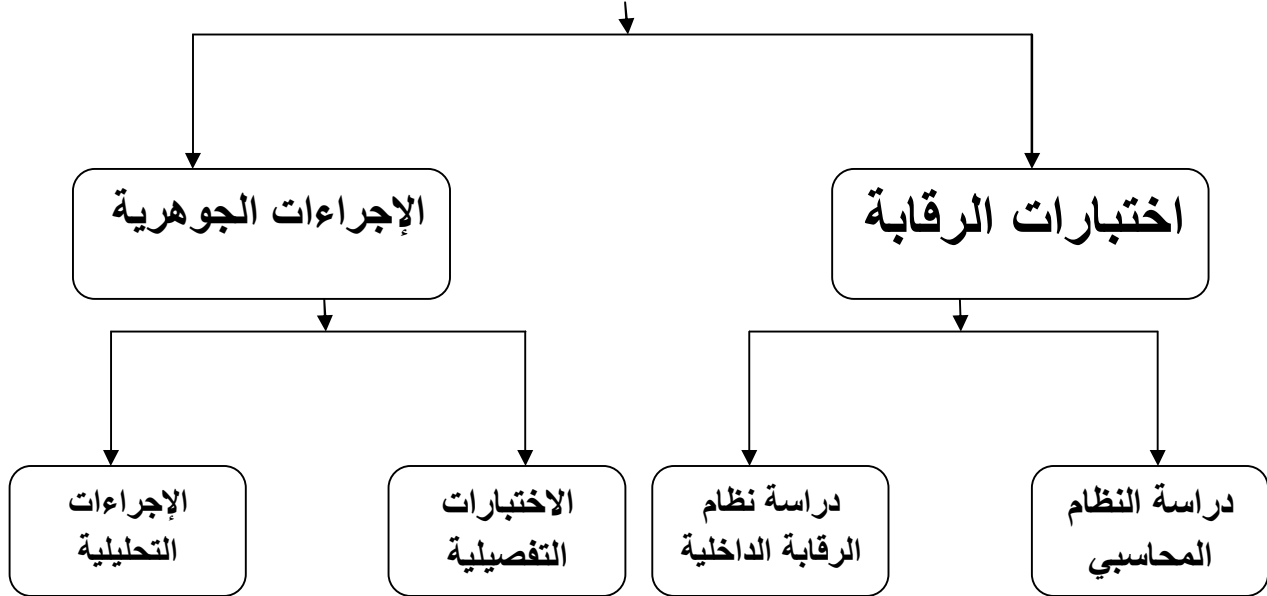 اختبارات الرقابة
الإجراءات الجوهرية
دراسة النظام
المحاسبي
دراسة نظام
الرقابة الداخلية
الاختبارات
التفصيلية
الإجراءات
التحليلية